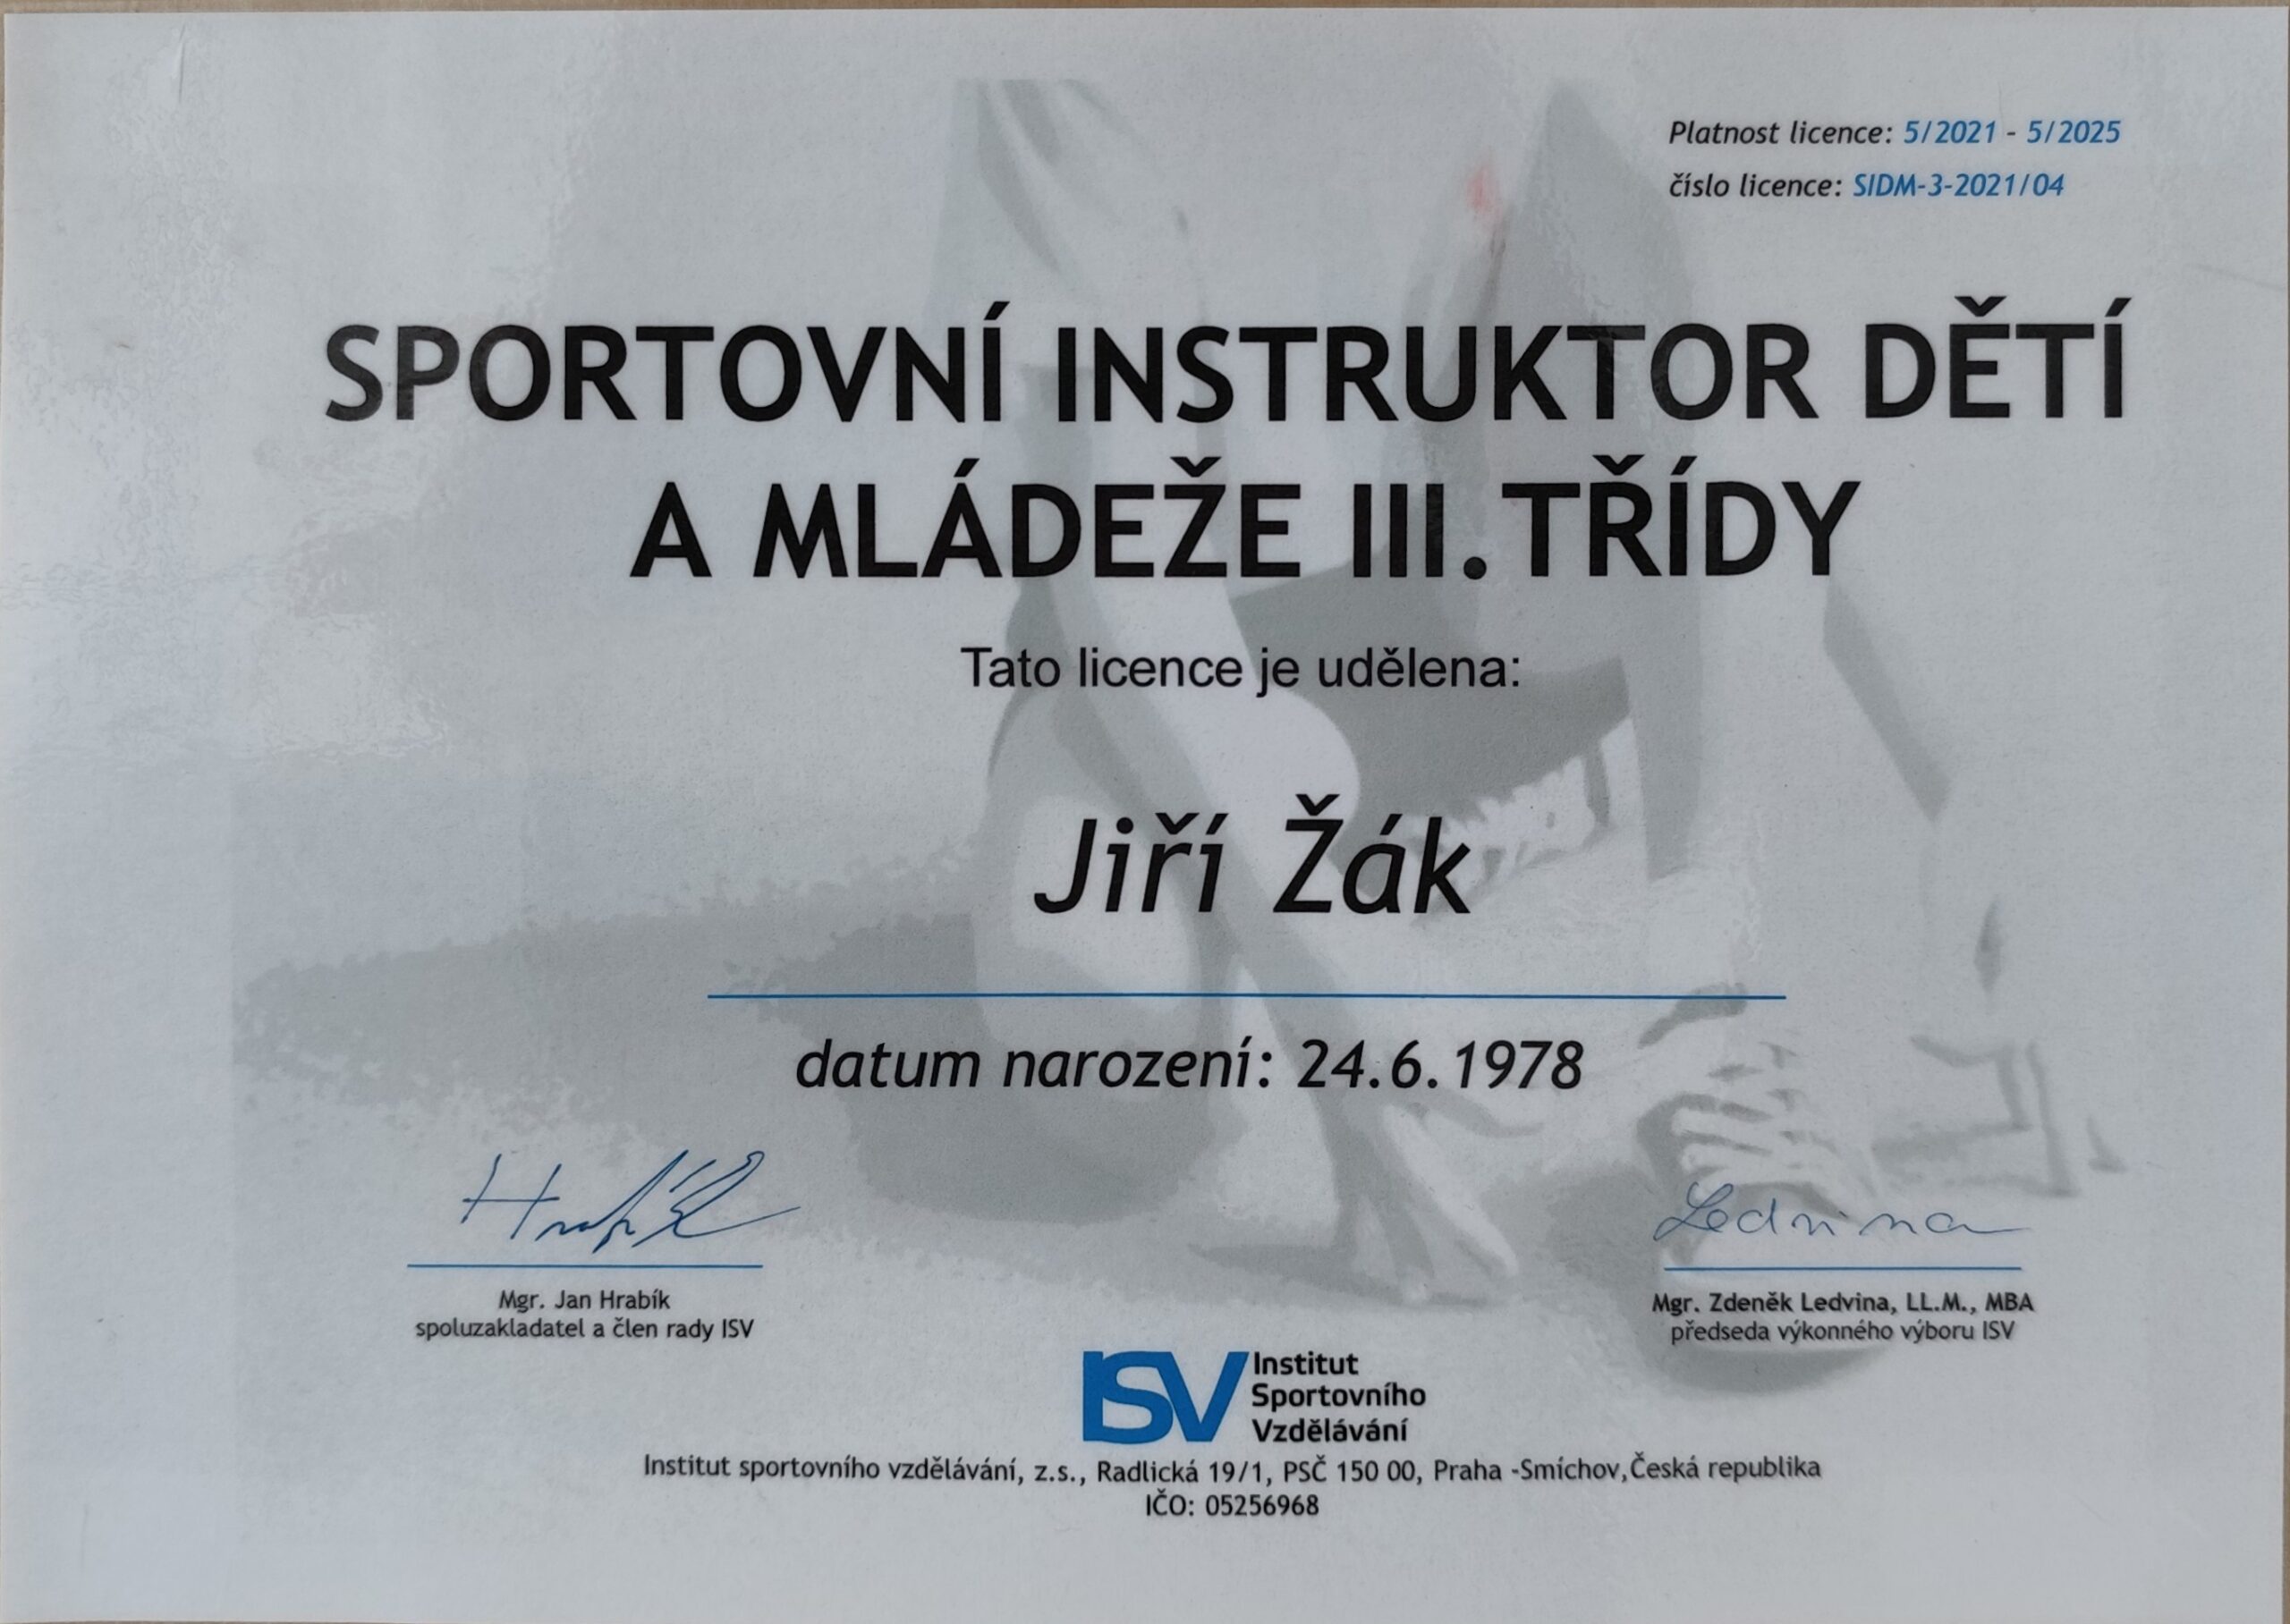 Platnost licence: 5/2021 - 5/2025
číslo licence: SIDM-3-2021/04
SPORTOVNÍ INSTRUKTOR DĚTÍ
A MLÁDEŽE III.TŘÍDY
Tato licence je udělena:
Jiří Žák
datum narození: 24.6.1978
Hrabík
Ledvina
Mgr. Jan Hrabík
spoluzakladatel a člen rady ISV
Mgr. Zdeněk Ledvina, LL.M., MBA
předseda výkonného výboru ISV
ISV Institut
Sportovního
Vzdělávání
Institut sportovního vzdělávání, z.s., Radlická 19/1, PSČ 150 00, Praha -Smíchov,Česká republika
IČO: 05256968